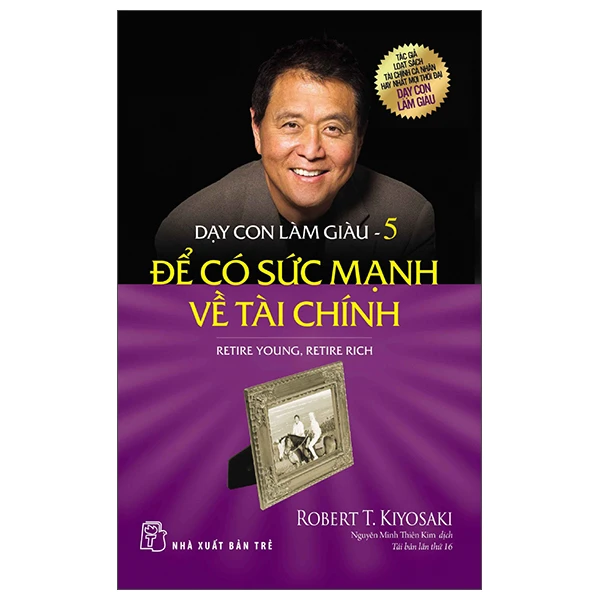 TÁC GIẢ
LOẠT SÁCH
TÀI CHÍNH CÁ NHÂN
HAY NHẤT MỌI THỜI ĐẠI
DẠY CON
LÀM GIÀU
DẠY CON LÀM GIÀU - 5
ĐỂ CÓ SỨC MẠNH
VỀ TÀI CHÍNH
RETIRE YOUNG, RETIRE RICH
ROBERT T. KIYOSAKI
Nguyễn Minh Thiên Kim dịch
Tái bản lần thứ 16
NHÀ XUẤT BẢN TRẺ